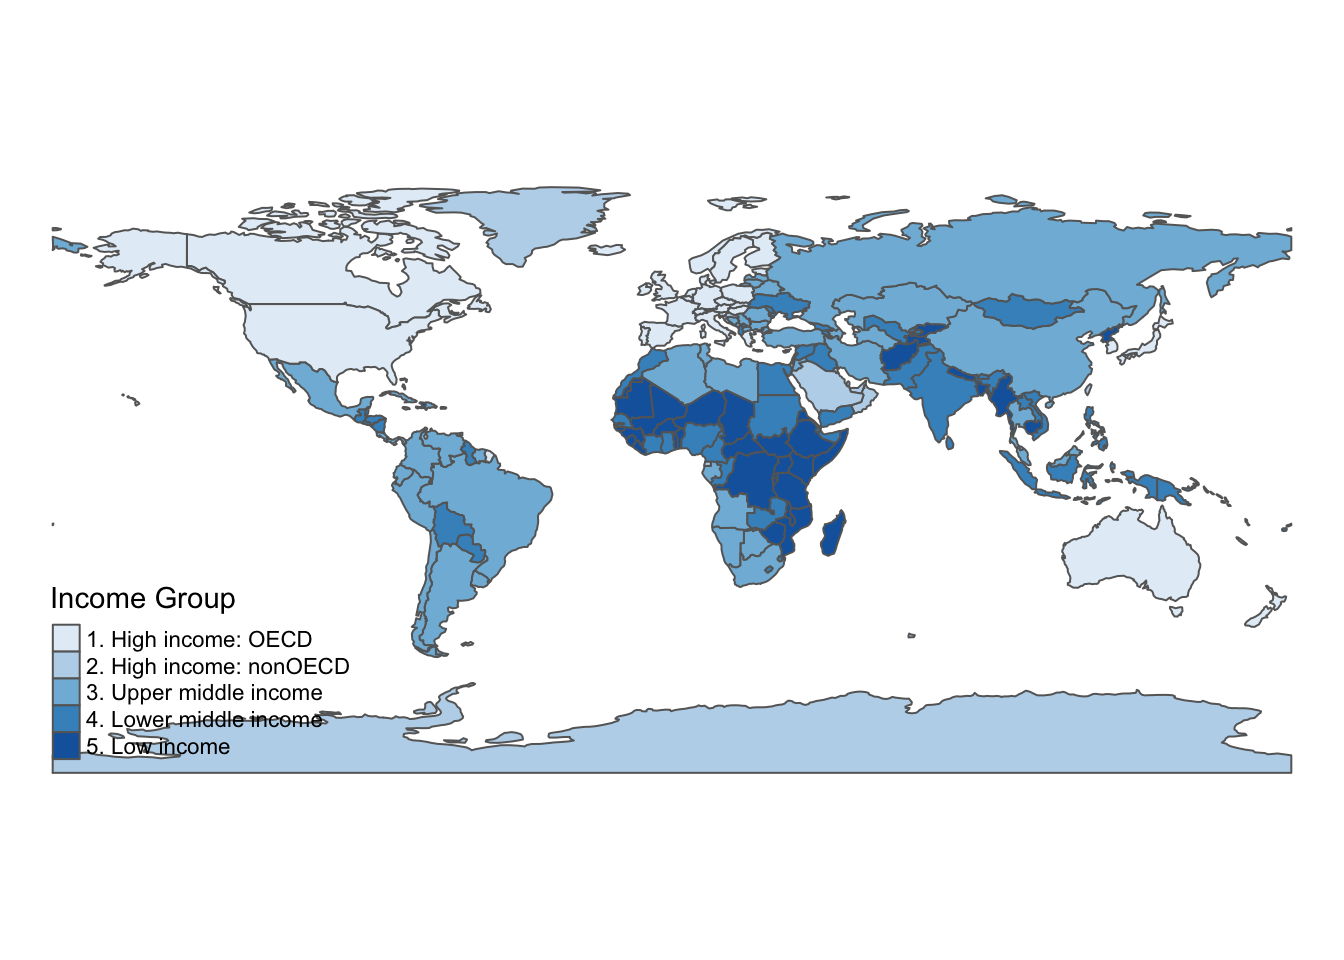 Income Group
1. High income: OECD
2. High income: nonOECD
3. Upper middle income
4. Lower middle income
5. Low income